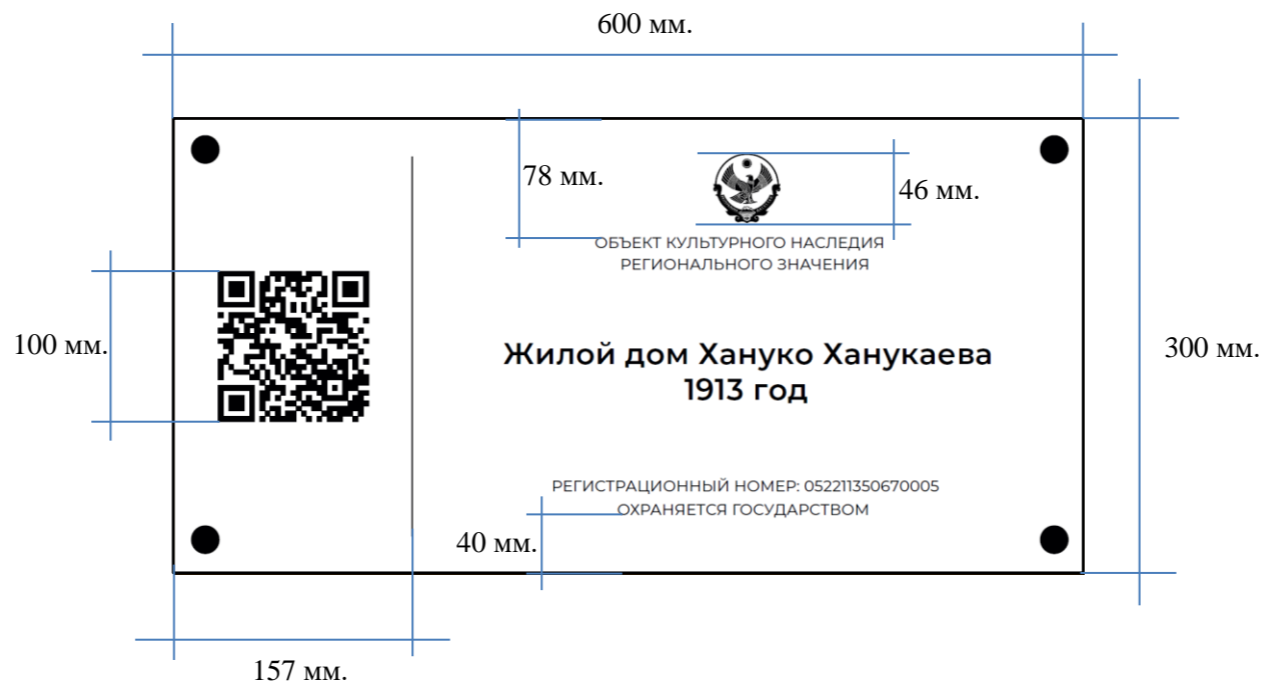 600 мм.
78 мм.
46 мм.
ОБЪЕКТ КУЛЬТУРНОГО НАСЛЕДИЯ
РЕГИОНАЛЬНОГО ЗНАЧЕНИЯ
100 мм.
300 мм.
Жилой дом Хануко Ханукаева
1913 год
РЕГИСТРАЦИОННЫЙ НОМЕР: 052211350670005
ОХРАНЯЕТСЯ ГОСУДАРСТВОМ
40 мм.
157 мм.